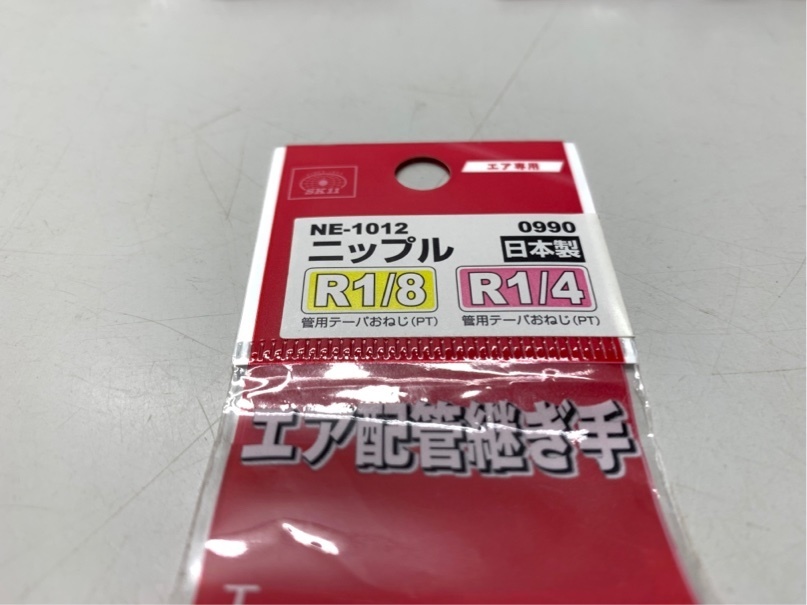 エア専用
SK11
NE-1012 0990
ニップル 日本製
R1/8 R1/4
管用テーパおねじ(PT) 管用テーパおねじ(PT)
エア配管継ぎ手